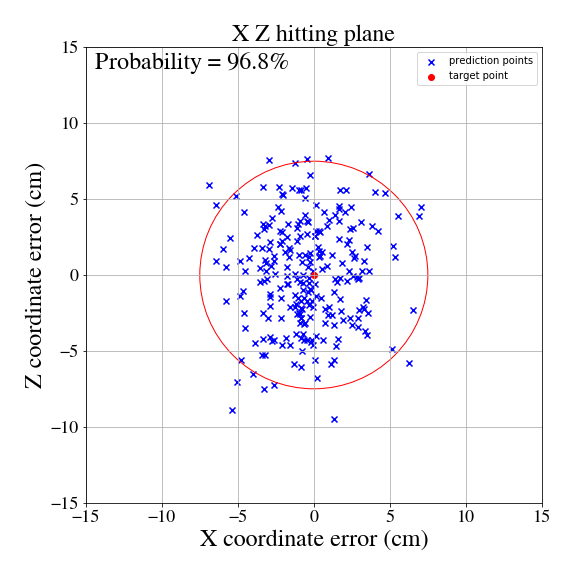 X Z hitting plane
Probability = 96.8%
prediction points
target point
15
10
5
0
−5
−10
−15
Z coordinate error (cm)
−15
−10
−5
0
5
10
15
X coordinate error (cm)